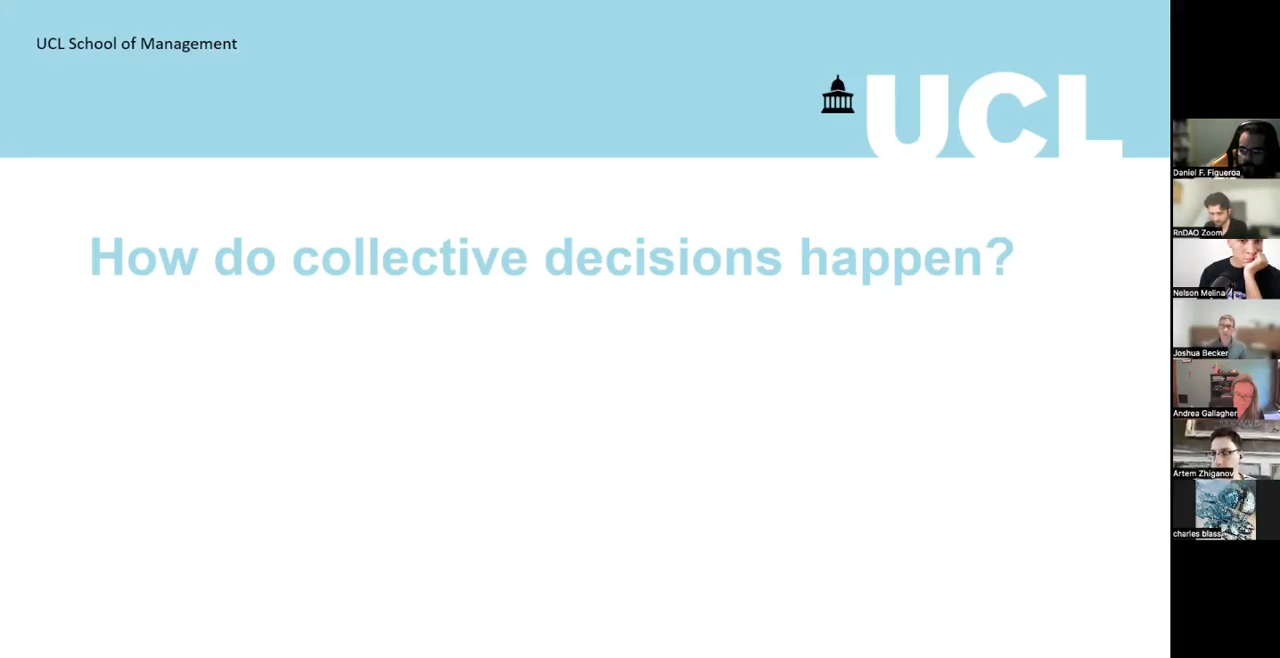 UCL School of Management
UCL
How do collective decisions happen?
Daniel F. Figueroa
RnDAO Zoom
Nelson Melina
Joshua Becker
Andrea Gallagher
Artem Zhiganov
charles blass